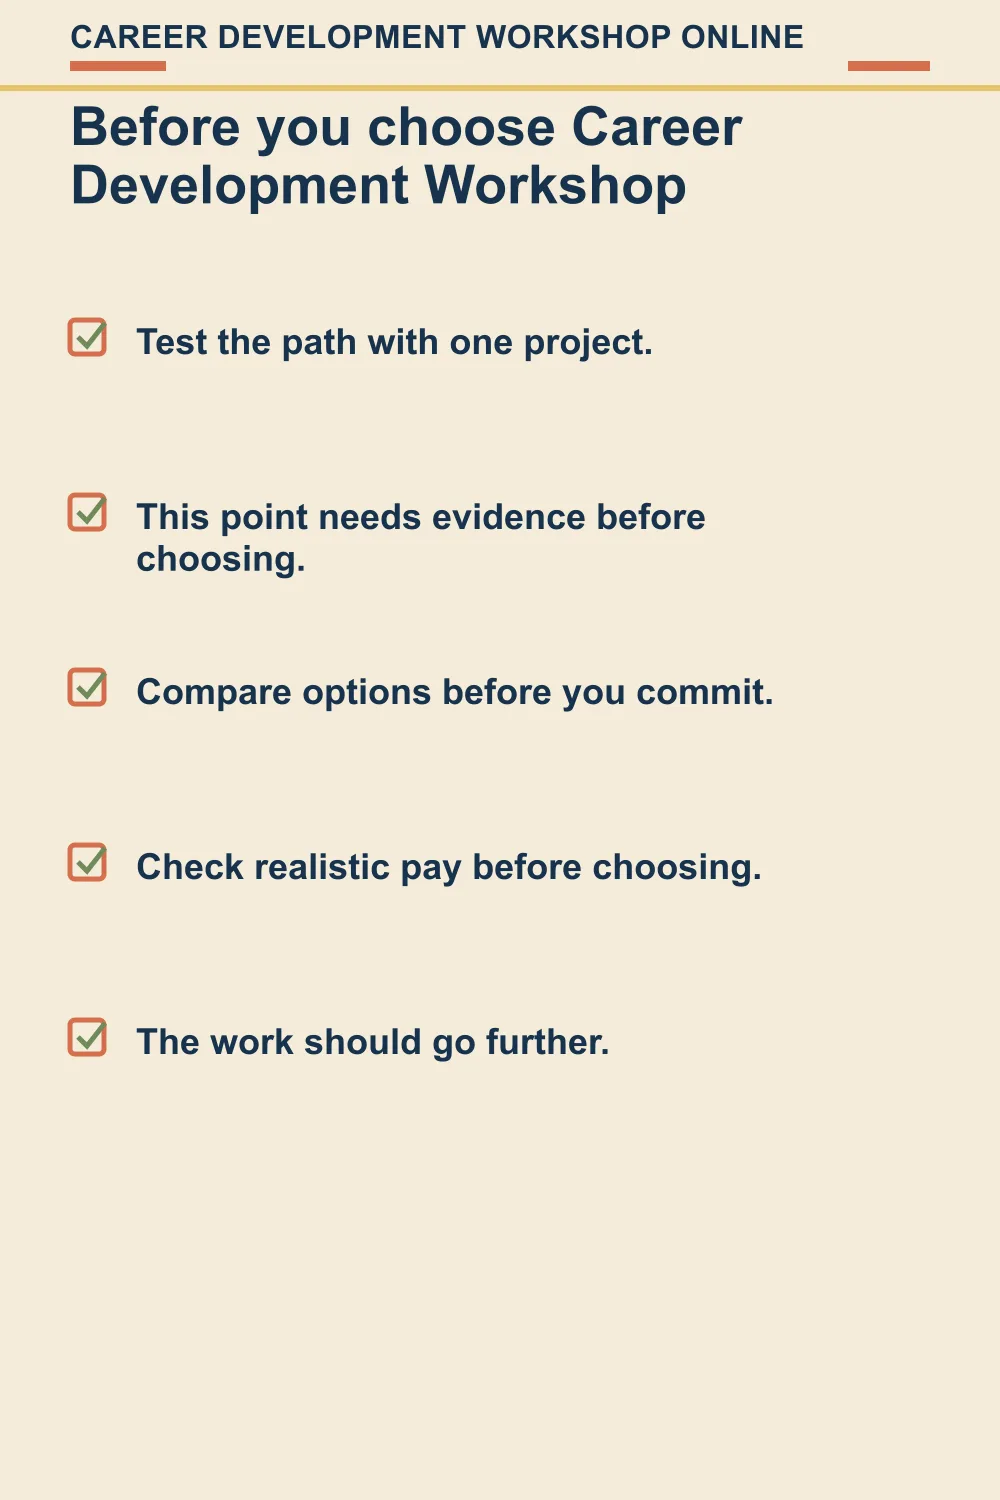 CAREER DEVELOPMENT WORKSHOP ONLINE
Before you choose Career
Development Workshop
Test the path with one project.
This point needs evidence before
choosing.
Compare options before you commit.
Check realistic pay before choosing.
The work should go further.